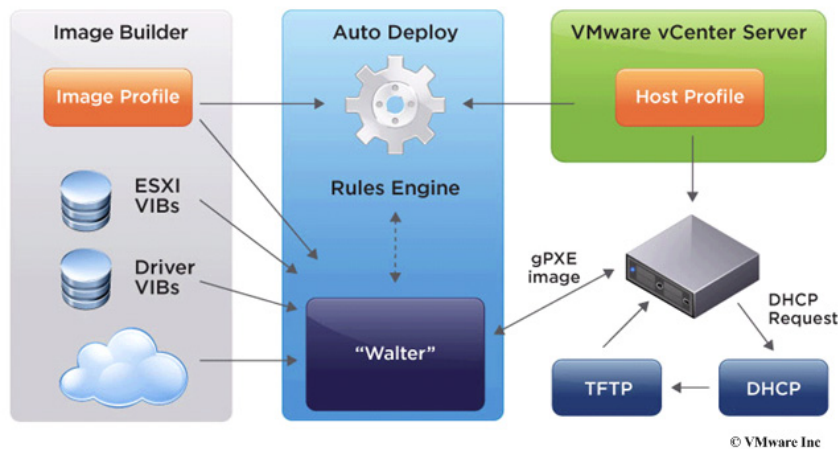 Image Builder
Image Profile
ESXI
VIBs
Driver
VIBs
Auto Deploy
Rules Engine
“Walter”
VMware vCenter Server
Host Profile
gPXE
image
DHCP
Request
TFTP
DHCP
© VMware Inc